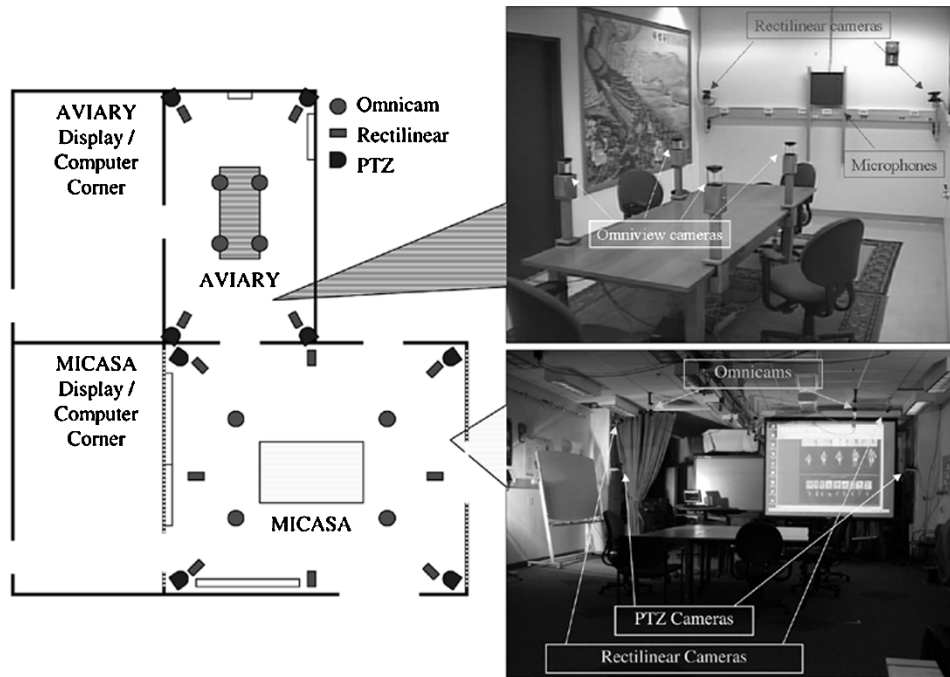 AVIARY
Display /
Computer
Corner
Omnicam
Rectilinear
PTZ
AVIARY
MICASA
Display /
Computer
Corner
MICASA
Rectilinear cameras
Microphones
Omniview cameras
Omnicams
PTZ Cameras
Rectilinear Cameras